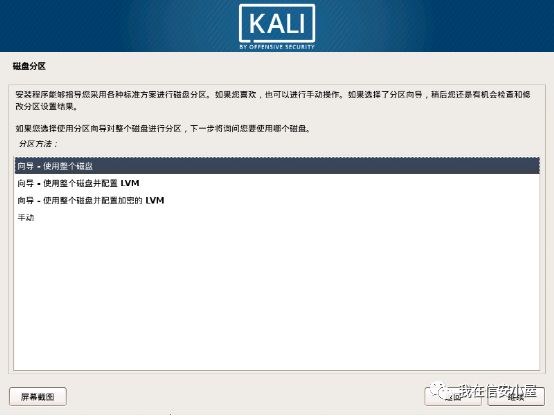 KALI
BY OFFENSIVE SECURITY
磁盘分区
安装程序能够指导您采用各种标准方案进行磁盘分区。如果您喜欢，也可以进行手动操作。如果选择了分区向导，稍后您还是有机会检查和修
改分区设置结果。
如果您选择使用分区向导对整个磁盘进行分区，下一步将询问您要使用哪个磁盘。
分区方法：
向导 - 使用整个磁盘
向导 - 使用整个磁盘并配置 LVM
向导 - 使用整个磁盘并配置加密的 LVM
手动
屏幕截图
返回
继续
我在信安小屋